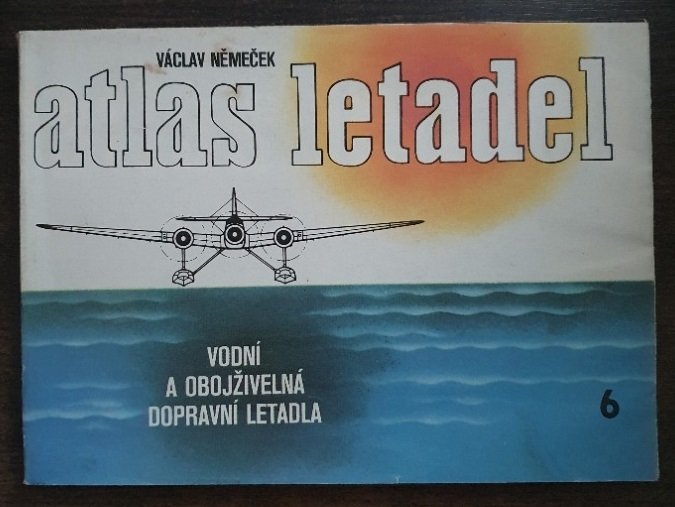 VÁCLAV NĚMEČEK
atlas letadel
VODNÍ
A OBOJŽIVELNÁ
DOPRAVNÍ LETADLA
6